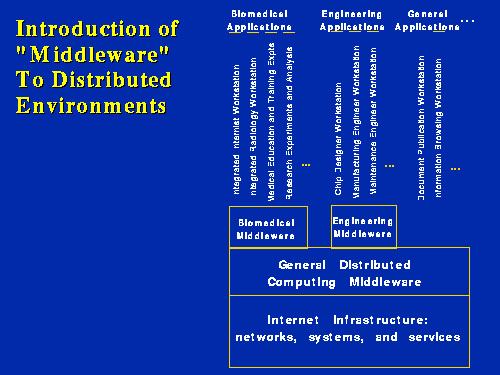 Introduction of
"Middleware"
To Distributed
Environments
Biomedical
Applications
Engineering
Applications
General
Applications
...
Integrated Internist Workstation
Integrated Radiology Workstation
Medical Education and Training Expts
Research Experiments and Analysis
...
Chip Designer Workstation
Manufacturing Engineer Workstation
Maintenance Engineer Workstation
...
Document Publication Workstation
Information Browsing Workstation
...
Biomedical
Middleware
Engineering
Middleware
General Distributed
Computing Middleware
Internet Infrastructure:
networks, systems, and services